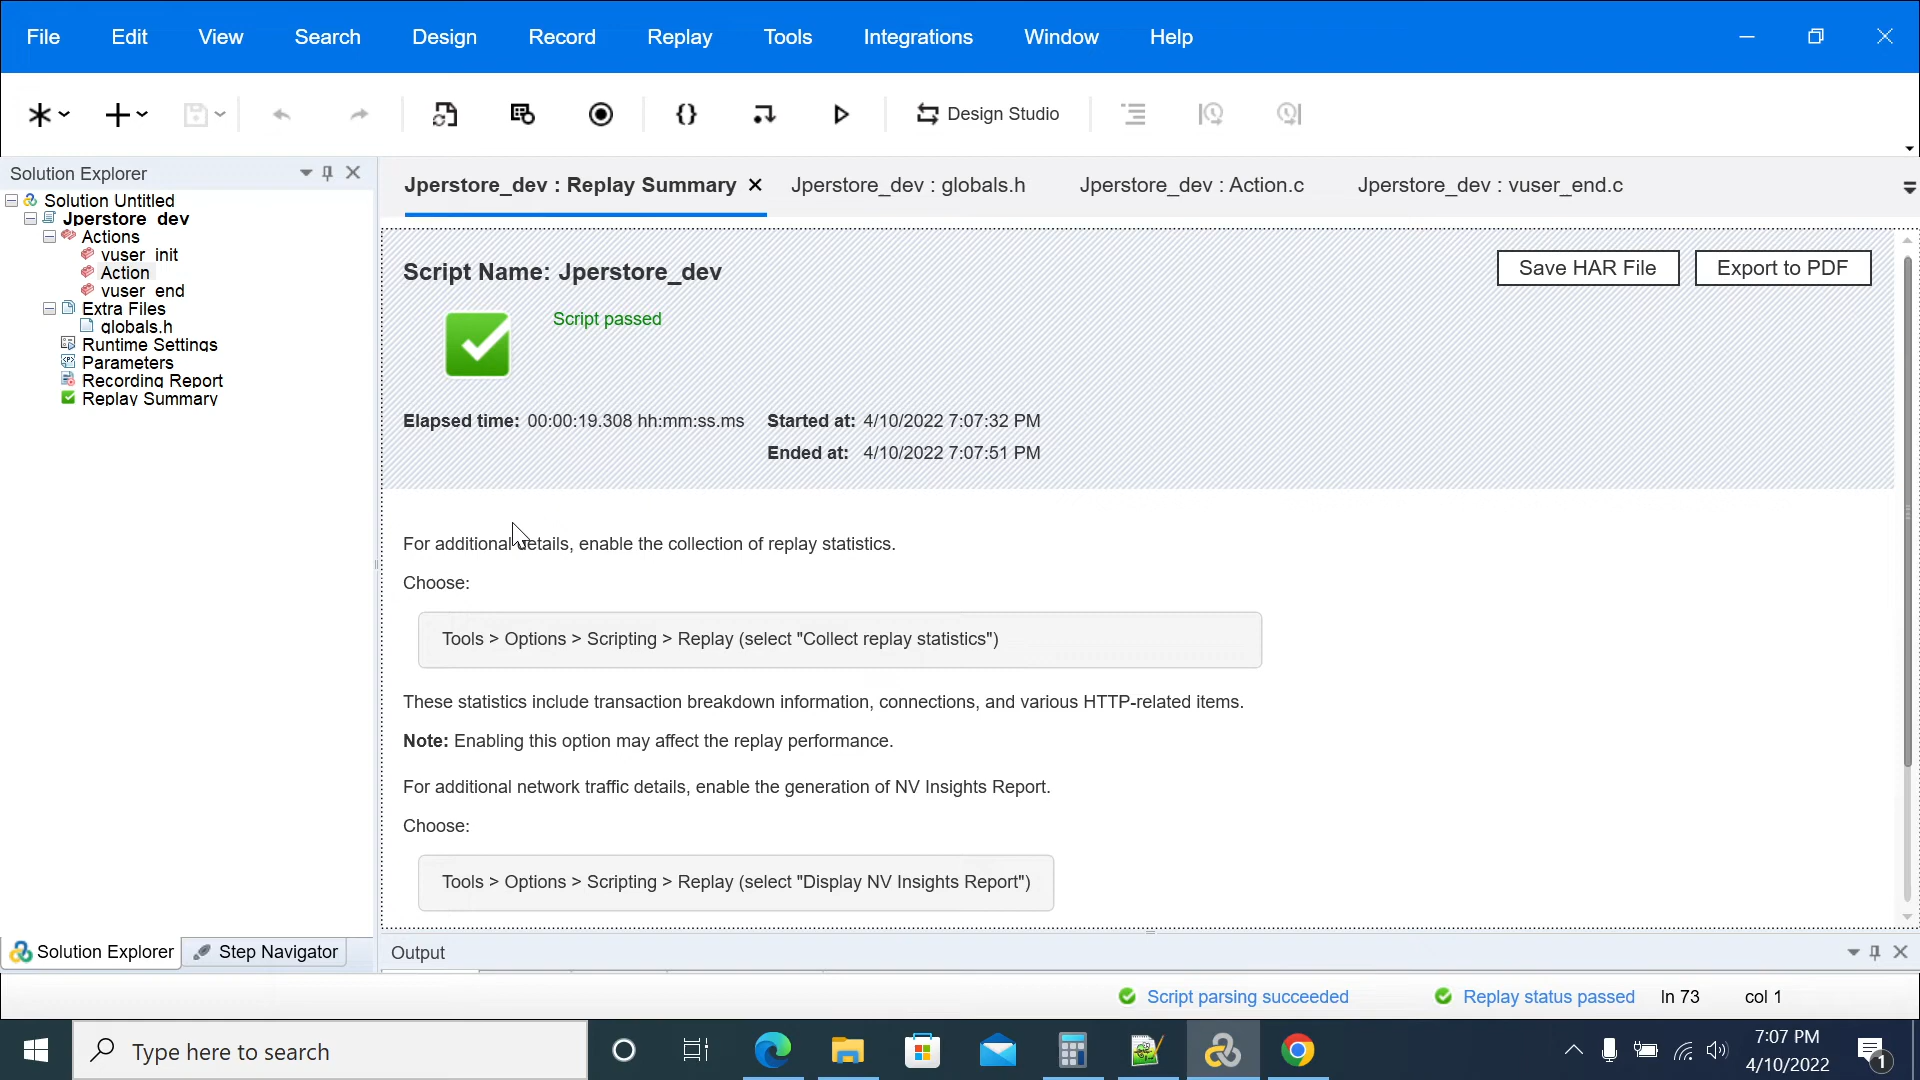 File Edit View Search Design Record Replay Tools Integrations Window Help
{} Design Studio
Solution Explorer
Solution Untitled
Jperstore_dev
Actions
vuser_init
Action
vuser_end
Extra Files
globals.h
Runtime Settings
Parameters
Recording Report
Replay Summary
Solution Explorer Step Navigator
Jperstore_dev : Replay Summary Jperstore_dev : globals.h Jperstore_dev : Action.c Jperstore_dev : vuser_end.c
Script Name: Jperstore_dev
Save HAR File Export to PDF
Script passed
Elapsed time: 00:00:19.308 hh:mm:ss.ms Started at: 4/10/2022 7:07:32 PM
Ended at: 4/10/2022 7:07:51 PM
For additional details, enable the collection of replay statistics.
Choose:
Tools > Options > Scripting > Replay (select "Collect replay statistics")
These statistics include transaction breakdown information, connections, and various HTTP-related items.
Note: Enabling this option may affect the replay performance.
For additional network traffic details, enable the generation of NV Insights Report.
Choose:
Tools > Options > Scripting > Replay (select "Display NV Insights Report")
Output
Script parsing succeeded Replay status passed ln 73 col 1
Type here to search
7:07 PM
4/10/2022
1